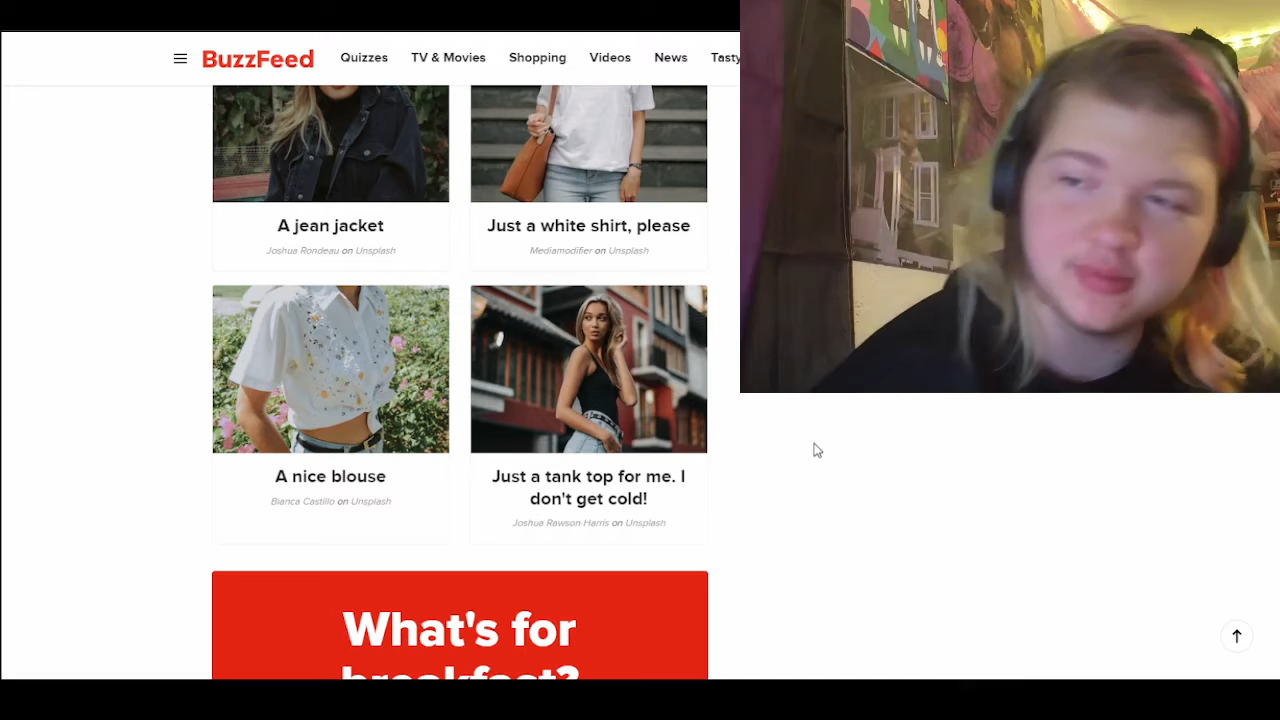 BuzzFeed Quizzes TV & Movies Shopping Videos News Tasty
A jean jacket
Joshua Rondeau on Unsplash
Just a white shirt, please
Mediamodifier on Unsplash
A nice blouse
Bianca Castillo on Unsplash
Just a tank top for me. I
don't get cold!
Joshua Rawson-Harris on Unsplash
What's for
breakfast?